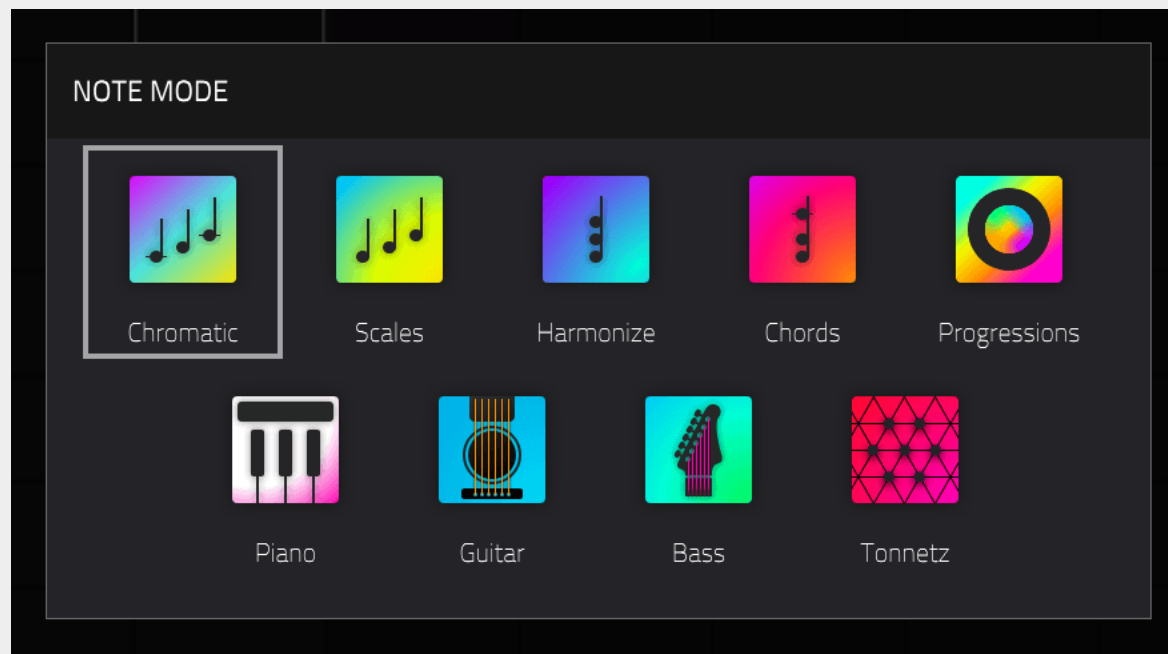 NOTE MODE
Chromatic Scales Harmonize Chords Progressions
Piano Guitar Bass Tonnetz